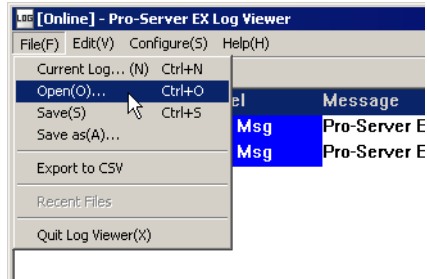 [Online] - Pro-Server EX Log Viewer
File(F) Edit(V) Configure(S) Help(H)
Current Log... (N) Ctrl+N
Open(O)... Ctrl+O
Save(S) Ctrl+S
Save as(A)...
Export to CSV
Recent Files
Quit Log Viewer(X)
el Message
Msg Pro-Server E
Msg Pro-Server E